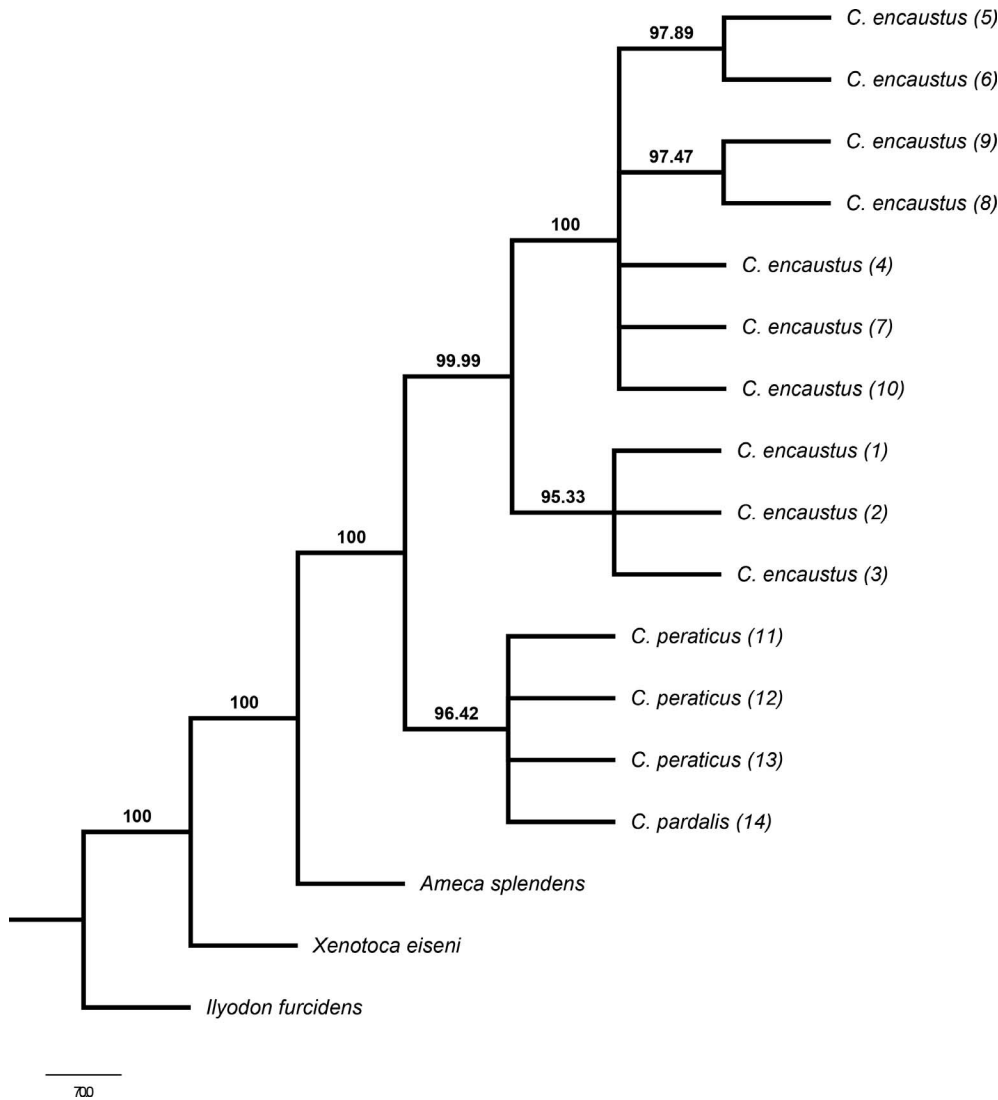 C. encaustus (5)
97.89
C. encaustus (6)
C. encaustus (9)
97.47
C. encaustus (8)
100
C. encaustus (4)
C. encaustus (7)
99.99
C. encaustus (10)
C. encaustus (1)
95.33
C. encaustus (2)
100
C. encaustus (3)
C. peraticus (11)
100
C. peraticus (12)
96.42
C. peraticus (13)
100
C. pardalis (14)
Ameca splendens
Xenotoca eiseni
Ilyodon furcidens
70.0